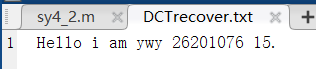 sy4_2.m × DCTrecover.txt × +
1 Hello i am ywy 26201076 15.